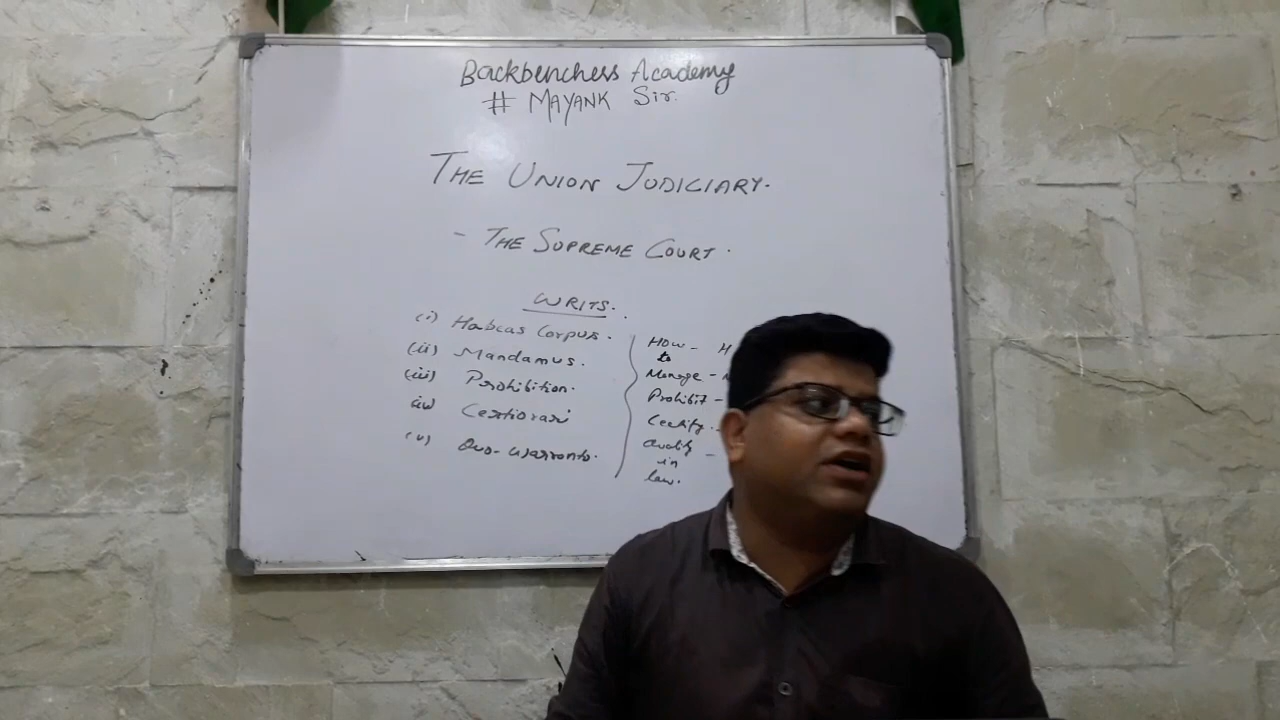 Backbenchers Academy
# MAYANK Sir.
THE UNION JUDICIARY.
- THE SUPREME COURT.
WRITS.
(i) Habeas Corpus.
(ii) Mandamus.
(iii) Prohibition.
(iv) Certiorari
(v) Quo-Warranto.
How - H
to
Manage -
Prohibit -
Certify -
Quality -
in
law.